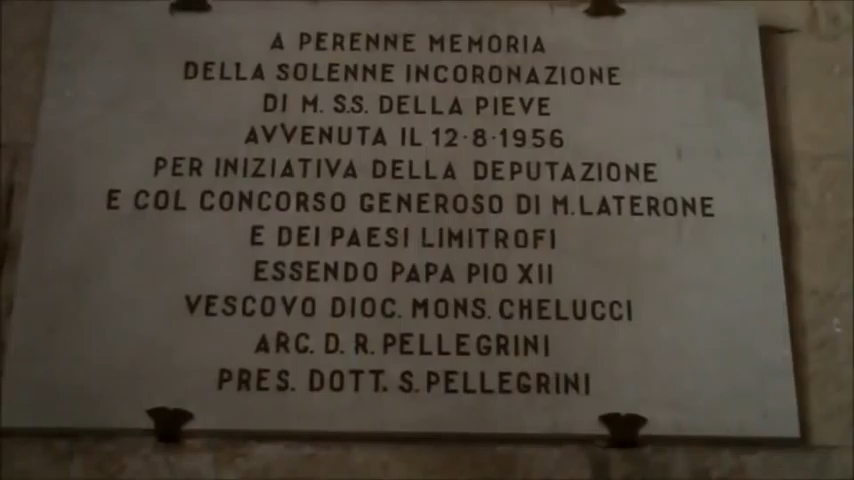 A PERENNE MEMORIA
DELLA SOLENNE INCORONAZIONE
DI M. S.S. DELLA PIEVE
AVVENUTA IL 12·8·1956
PER INIZIATIVA DELLA DEPUTAZIONE
E COL CONCORSO GENEROSO DI M.LATERONE
E DEI PAESI LIMITROFI
ESSENDO PAPA PIO XII
VESCOVO DIOC. MONS. CHELUCCI
ARC. D. R. PELLEGRINI
PRES. DOTT. S. PELLEGRINI